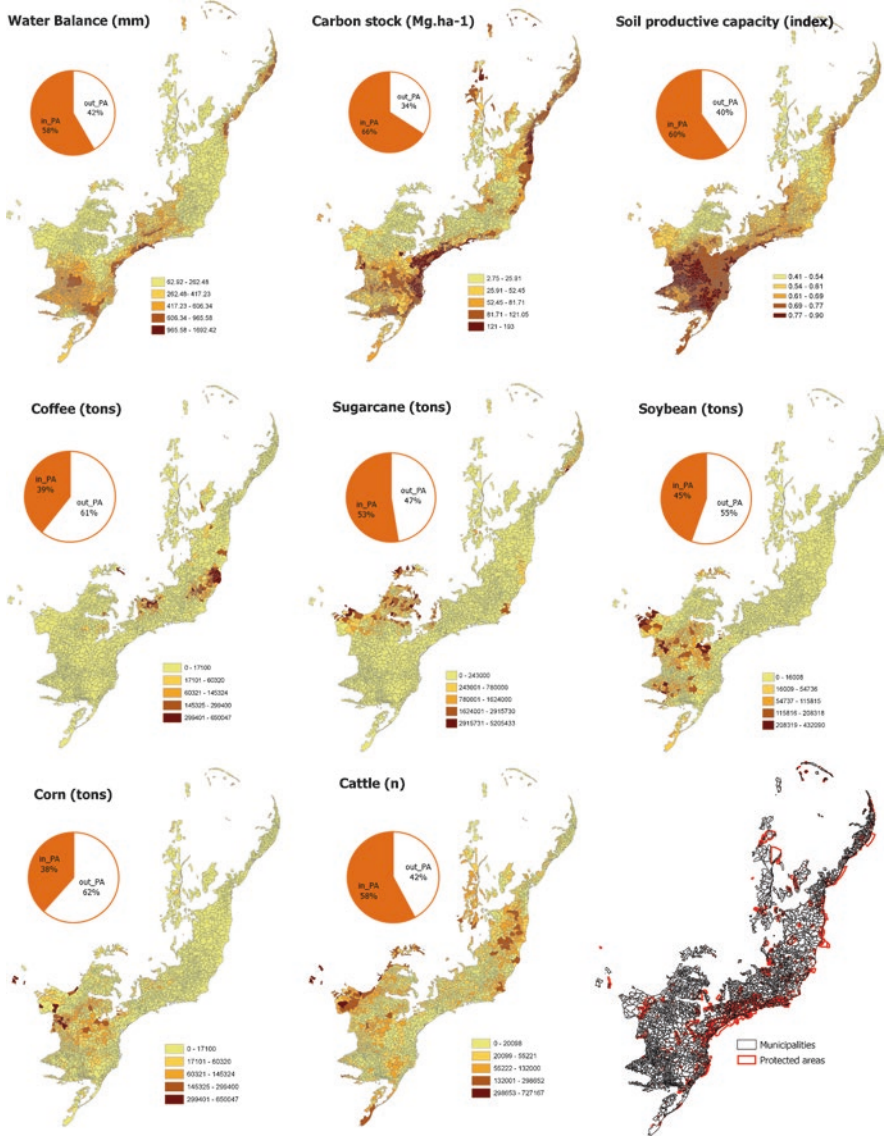 Water Balance (mm)
out_PA
42%
in_PA
58%
62.92 - 262.48
262.48 - 417.23
417.23 - 606.34
606.34 - 965.58
965.58 - 1692.42
Carbon stock (Mg.ha-1)
out_PA
34%
in_PA
66%
2.75 - 25.91
25.91 - 52.45
52.45 - 81.71
81.71 - 121.05
121 - 193
Soil productive capacity (index)
out_PA
40%
in_PA
60%
0.41 - 0.54
0.54 - 0.61
0.61 - 0.69
0.69 - 0.77
0.77 - 0.90
Coffee (tons)
in_PA
39%
out_PA
61%
0 - 17100
17101 - 60320
60321 - 145324
145325 - 299400
299401 - 650047
Sugarcane (tons)
out_PA
47%
in_PA
53%
0 - 243000
243001 - 780000
780001 - 1624000
1624001 - 2915730
2915731 - 5205433
Soybean (tons)
in_PA
45%
out_PA
55%
0 - 16008
16009 - 54736
54737 - 115815
115816 - 208318
208319 - 432090
Corn (tons)
in_PA
38%
out_PA
62%
0 - 17100
17101 - 60320
60321 - 145324
145325 - 299400
299401 - 650047
Cattle (n)
out_PA
42%
in_PA
58%
0 - 20098
20099 - 55221
55222 - 132000
132001 - 298652
298653 - 727167
Municipalities
Protected areas